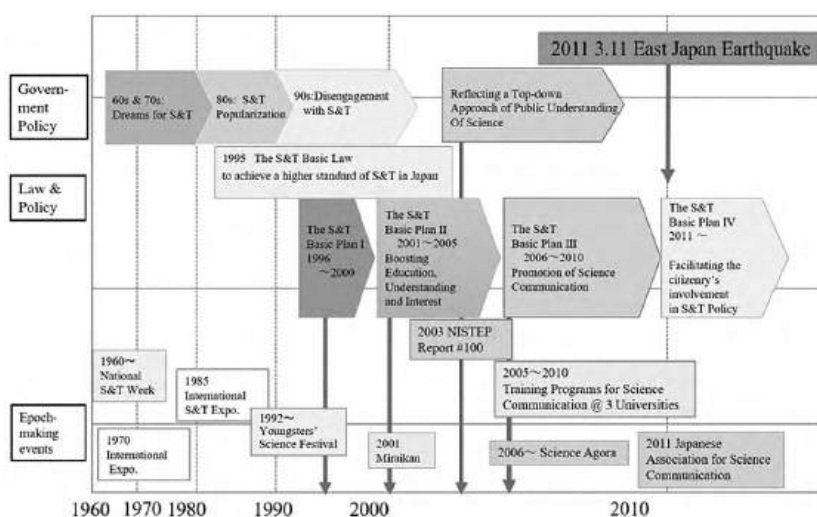 2011 3.11 East Japan Earthquake
Govern-
ment
Policy
60s & 70s:
Dreams for S&T
80s: S&T
Popularization
90s:Disengagement
with S&T
Reflecting a Top-down
Approach of Public Understanding
Of Science
1995 The S&T Basic Law
to achieve a higher standard of S&T in Japan
Law &
Policy
The S&T
Basic Plan I
1996
～2000
The S&T
Basic Plan II
2001～2005
Boosting
Education,
Understanding
and Interest
The S&T
Basic Plan III
2006～2010
Promotion of Science
Communication
The S&T
Basic Plan IV
2011～
Facilitating the
citizenry's
involvement
in S&T Policy
2003 NISTEP
Report #100
1960～
National
S&T Week
1985
International
S&T Expo.
2005～2010
Training Programs for Science
Communication @ 3 Universities
Epoch-
making
events
1970
International
Expo.
1992～
Youngsters'
Science Festival
2001
Miraikan
2006～ Science Agora
2011 Japanese
Association for Science
Communication
1960 1970 1980 1990 2000 2010